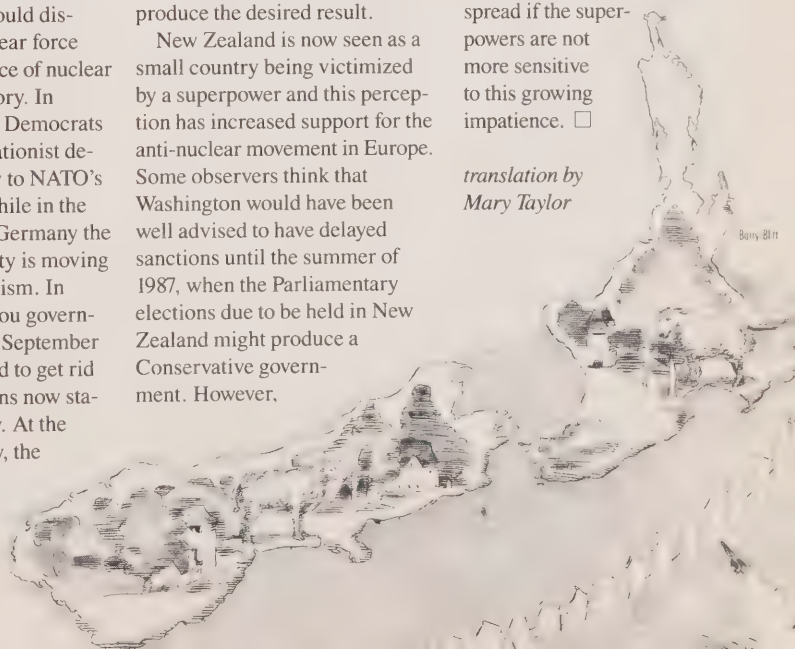 ould dis-
ear force
ce of nuclear
ory. In
Democrats
tionist de-
to NATO's
hile in the
Germany the
ty is moving
ism. In
ou govern-
September
d to get rid
ns now sta-
. At the
, the
produce the desired result.
New Zealand is now seen as a
small country being victimized
by a superpower and this percep-
tion has increased support for the
anti-nuclear movement in Europe.
Some observers think that
Washington would have been
well advised to have delayed
sanctions until the summer of
1987, when the Parliamentary
elections due to be held in New
Zealand might produce a
Conservative govern-
ment. However,
spread if the super-
powers are not
more sensitive
to this growing
impatience. □
translation by
Mary Taylor
Barry Blitt